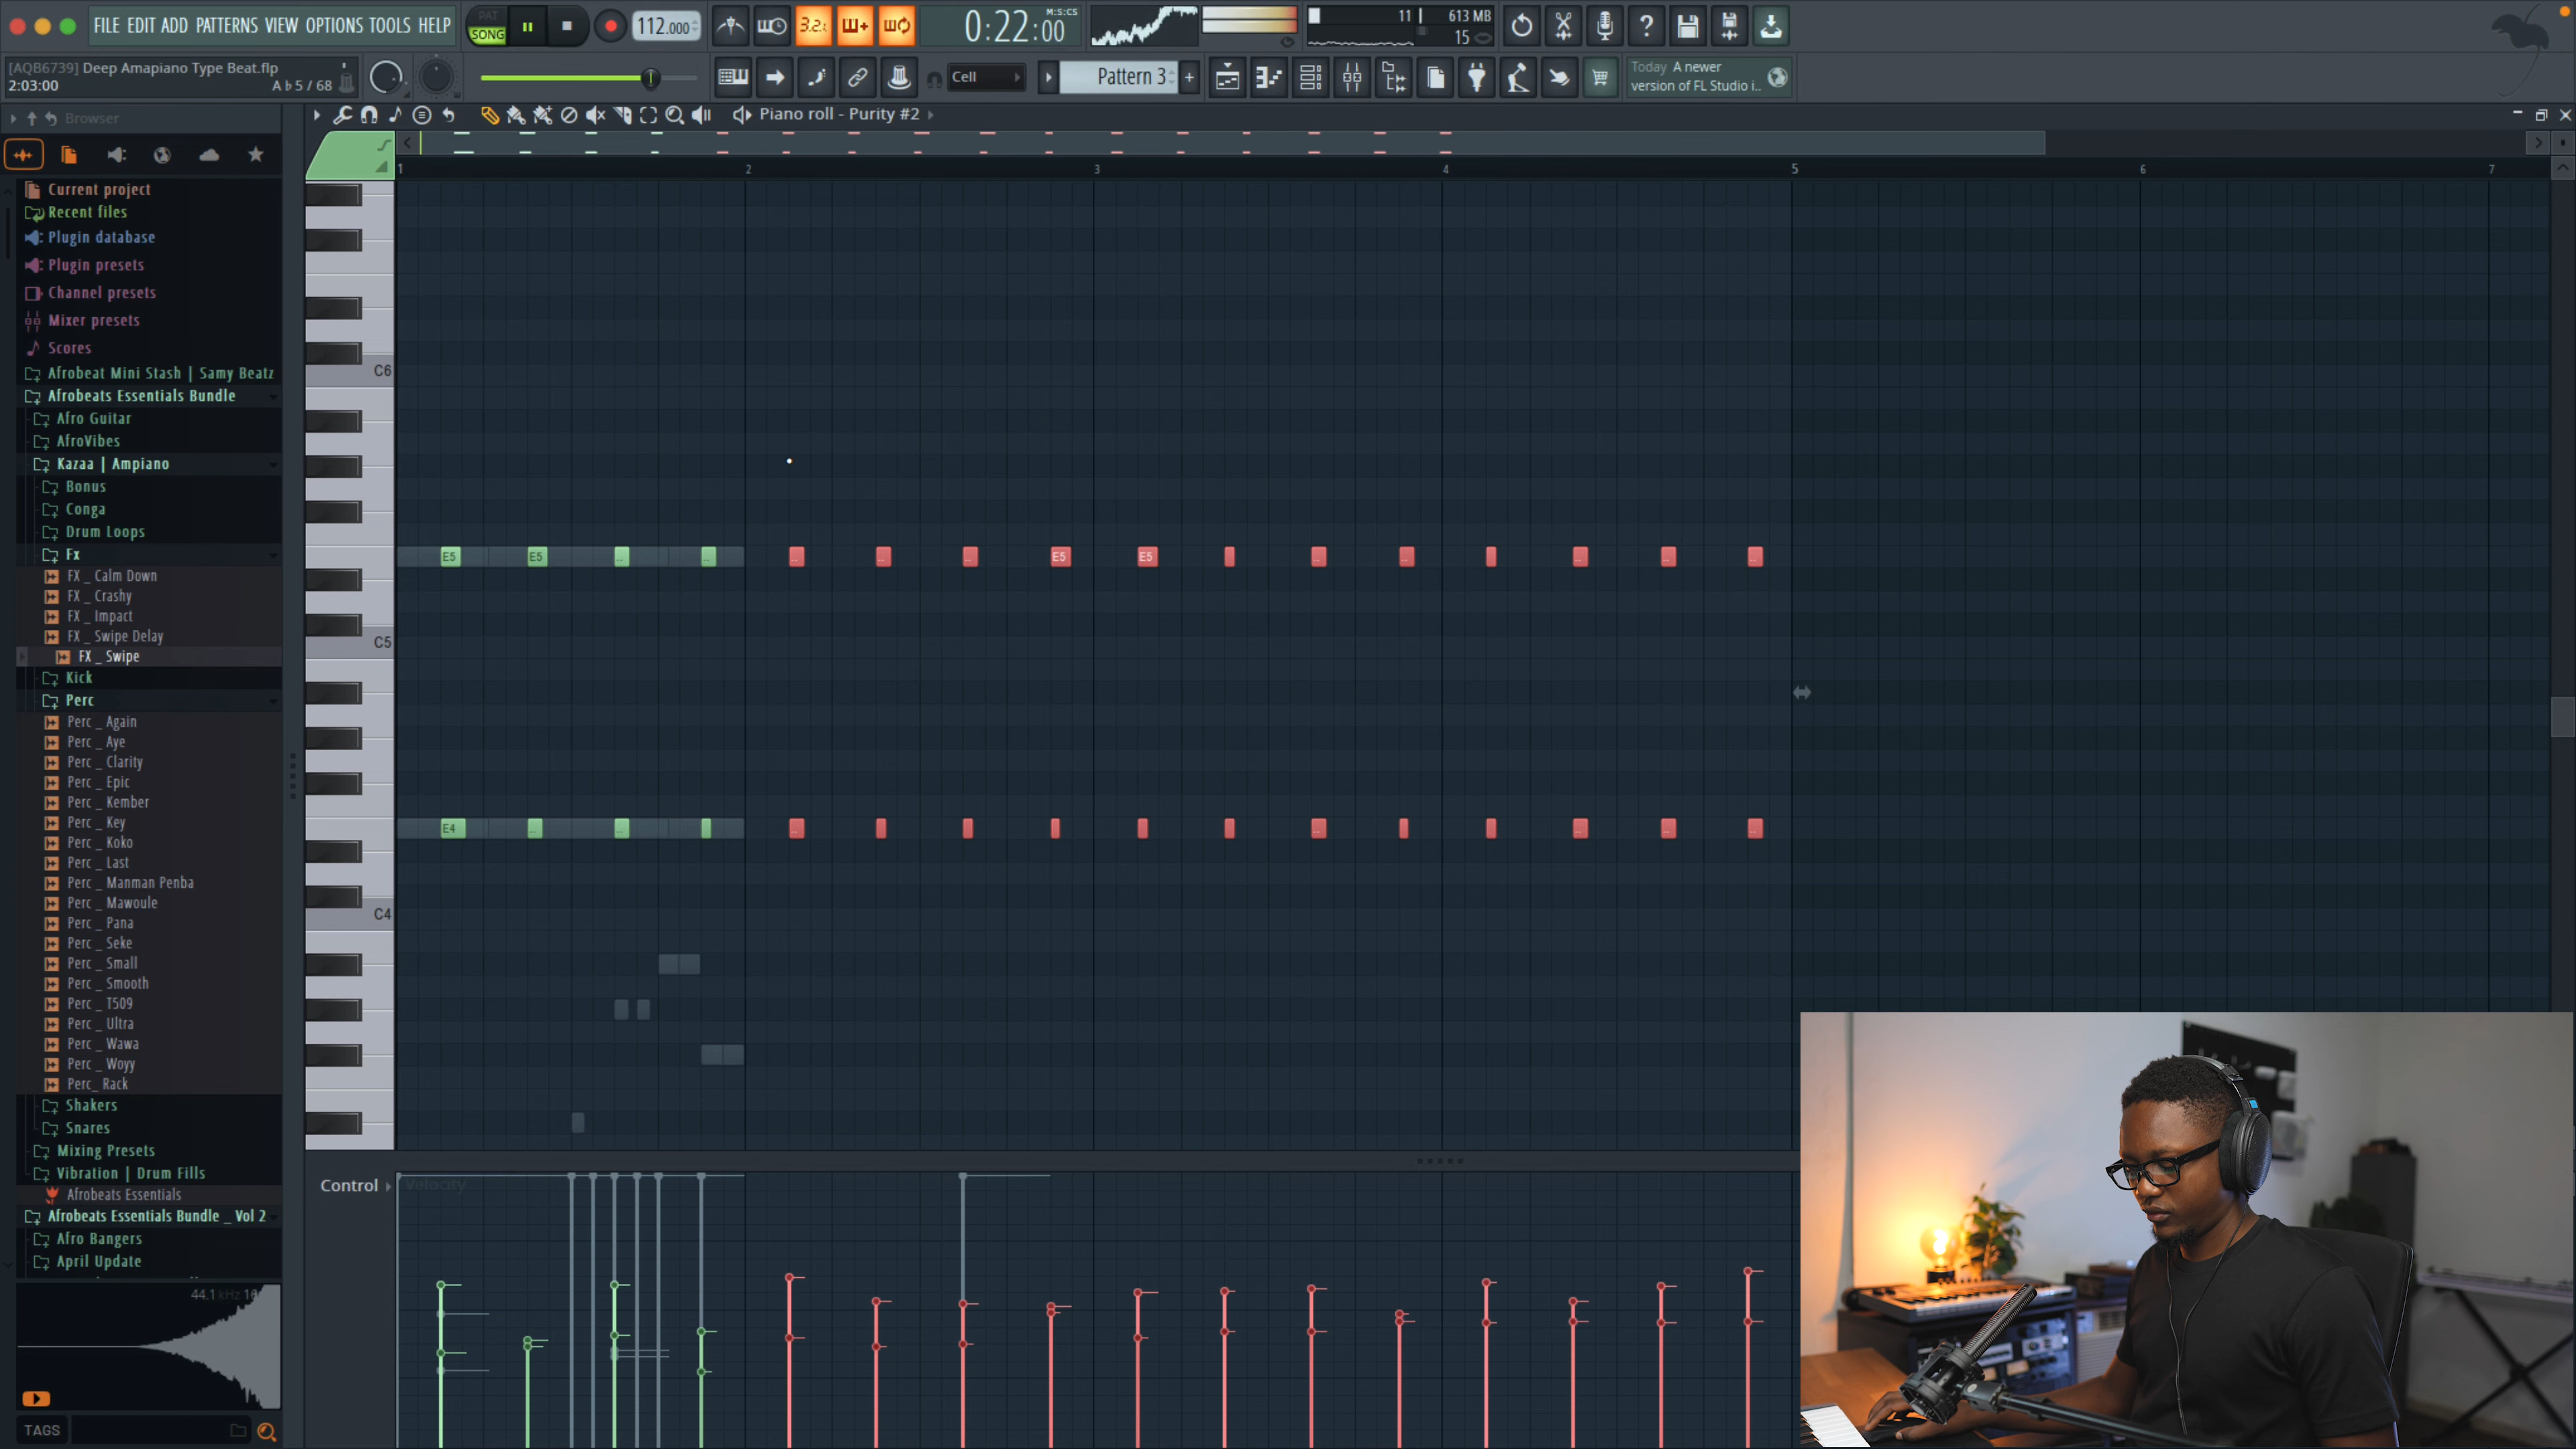 FILE EDIT ADD PATTERNS VIEW OPTIONS TOOLS HELP
PAT
SONG
112.000
3.2.1
0:22:00
M:S:CS
11
613 MB
15
[AQB6739] Deep Amapiano Type Beat.flp
2:03:00
A♭5 / 68
Cell
Pattern 3
+
Today A newer
version of FL Studio i..
Browser
Piano roll - Purity #2
1
2
3
4
5
6
7
Current project
Recent files
Plugin database
Plugin presets
Channel presets
Mixer presets
Scores
Afrobeat Mini Stash | Samy Beatz
Afrobeats Essentials Bundle
Afro Guitar
AfroVibes
Kazaa | Ampiano
Bonus
Conga
Drum Loops
Fx
FX _ Calm Down
FX _ Crashy
FX _ Impact
FX _ Swipe Delay
FX _ Swipe
Kick
Perc
Perc _ Again
Perc _ Aye
Perc _ Clarity
Perc _ Epic
Perc _ Kember
Perc _ Key
Perc _ Koko
Perc _ Last
Perc _ Manman Penba
Perc _ Mawoule
Perc _ Pana
Perc _ Seke
Perc _ Small
Perc _ Smooth
Perc _ T509
Perc _ Ultra
Perc _ Wawa
Perc _ Woyy
Perc_ Rack
Shakers
Snares
Mixing Presets
Vibration | Drum Fills
Afrobeats Essentials
Afrobeats Essentials Bundle _ Vol 2
Afro Bangers
April Update
44.1 kHz 16
TAGS
C6
E5
E5
E5
E5
C5
E4
C4
Control
Velocity